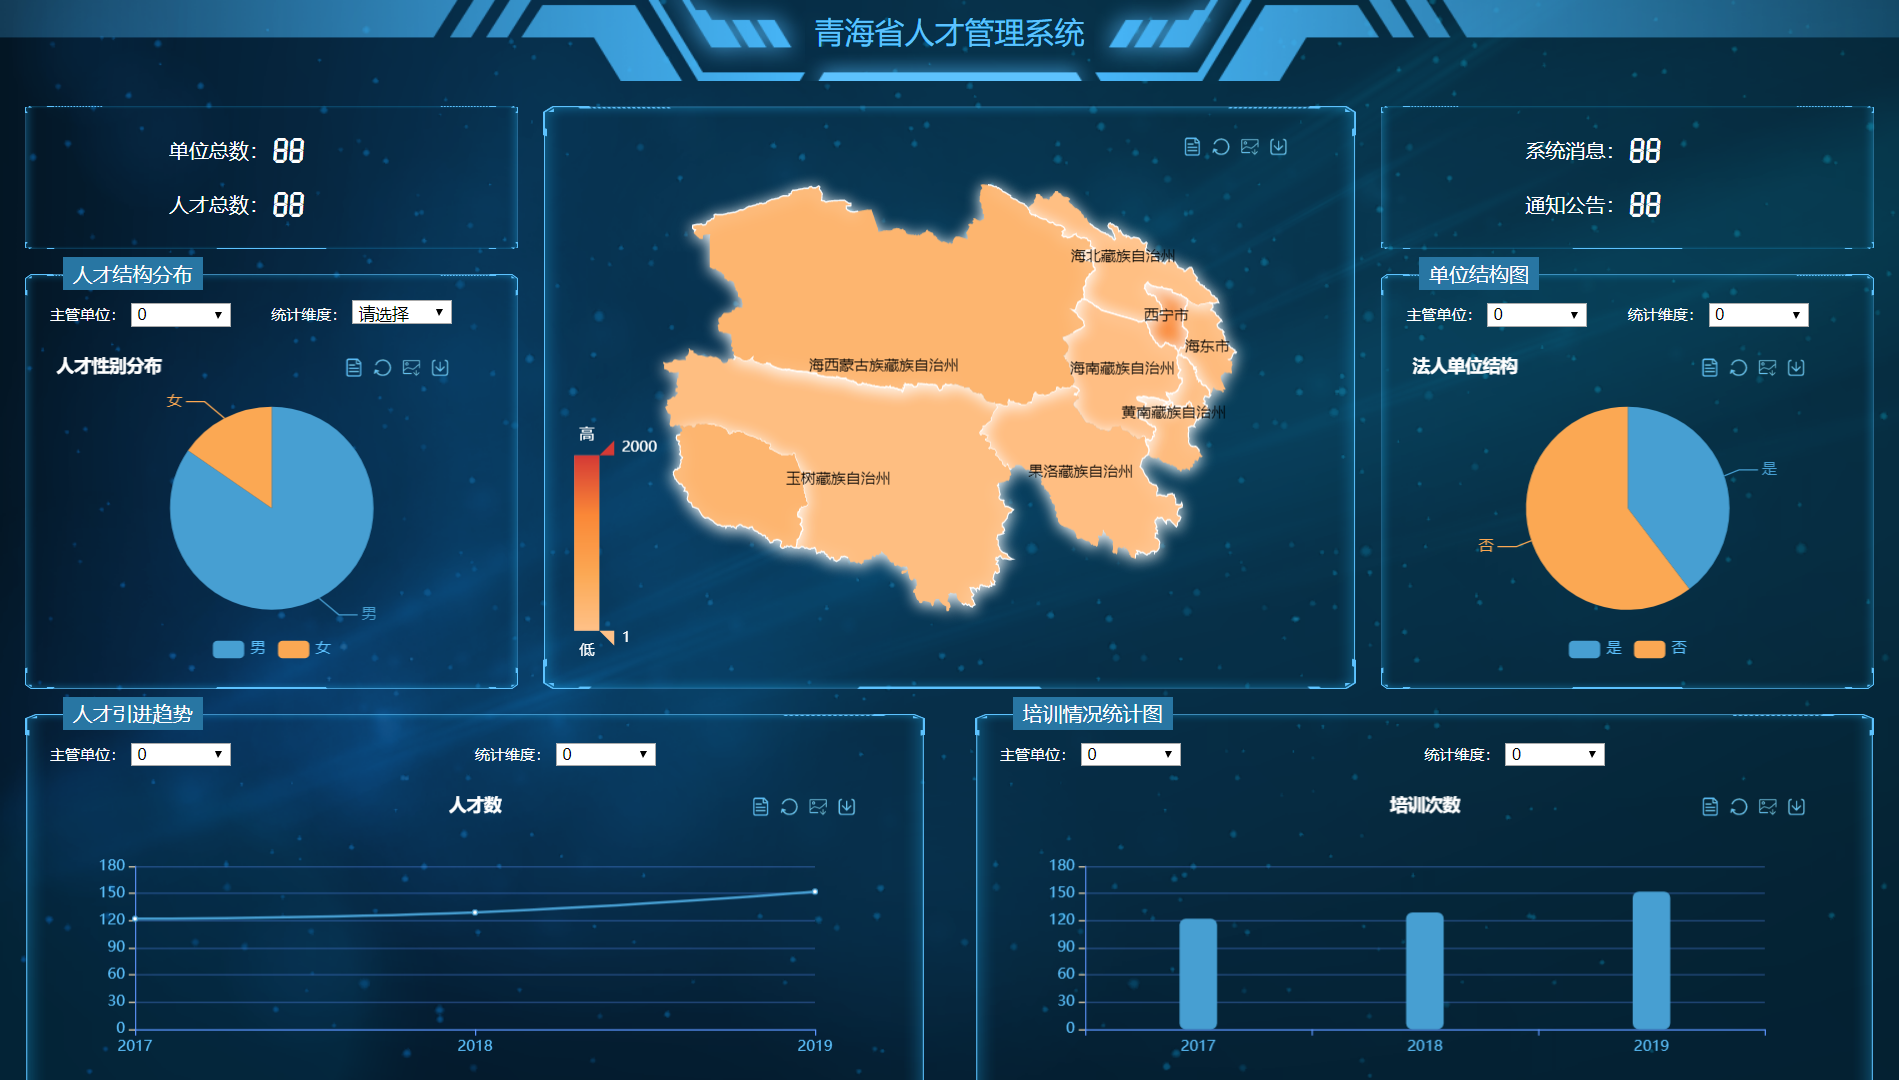 青海省人才管理系统
单位总数： 88
人才总数： 88
系统消息： 88
通知公告： 88
人才结构分布
主管单位： 0
统计维度： 请选择
人才性别分布
女
男
男 女
海北藏族自治州
西宁市
海东市
海西蒙古族藏族自治州
海南藏族自治州
黄南藏族自治州
果洛藏族自治州
玉树藏族自治州
高
2000
1
低
单位结构图
主管单位： 0
统计维度： 0
法人单位结构
是
否
是 否
人才引进趋势
主管单位： 0
统计维度： 0
人才数
180
150
120
90
60
30
0
2017 2018 2019
培训情况统计图
主管单位： 0
统计维度： 0
培训次数
180
150
120
90
60
30
0
2017 2018 2019